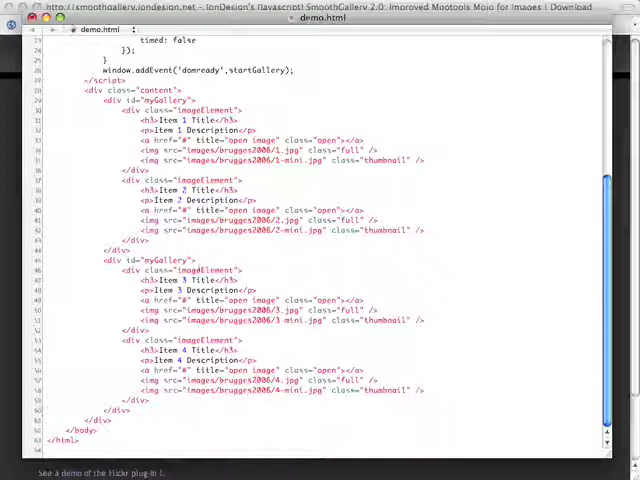 http://smoothgallery.jondesign.net – JonDesign's (Javascript) SmoothGallery 2.0: Improved Mootools Mojo for Images | Download
demo.html
demo.html
timed: false
});
}
window.addEvent('domready',startGallery);
</script>
<div class="content">
<div id="myGallery">
<div class="imageElement">
<h3>Item 1 Title</h3>
<p>Item 1 Description</p>
<a href="#" title="open image" class="open"></a>
<img src="images/brugges2006/1.jpg" class="full" />
<img src="images/brugges2006/1-mini.jpg" class="thumbnail" />
</div>
<div class="imageElement">
<h3>Item 2 Title</h3>
<p>Item 2 Description</p>
<a href="#" title="open image" class="open"></a>
<img src="images/brugges2006/2.jpg" class="full" />
<img src="images/brugges2006/2-mini.jpg" class="thumbnail" />
</div>
</div>
<div id="myGallery">
<div class="imageElement">
<h3>Item 3 Title</h3>
<p>Item 3 Description</p>
<a href="#" title="open image" class="open"></a>
<img src="images/brugges2006/3.jpg" class="full" />
<img src="images/brugges2006/3-mini.jpg" class="thumbnail" />
</div>
<div class="imageElement">
<h3>Item 4 Title</h3>
<p>Item 4 Description</p>
<a href="#" title="open image" class="open"></a>
<img src="images/brugges2006/4.jpg" class="full" />
<img src="images/brugges2006/4-mini.jpg" class="thumbnail" />
</div>
</div>
</div>
</body>
</html>
See a demo of the Flickr plug-in !.